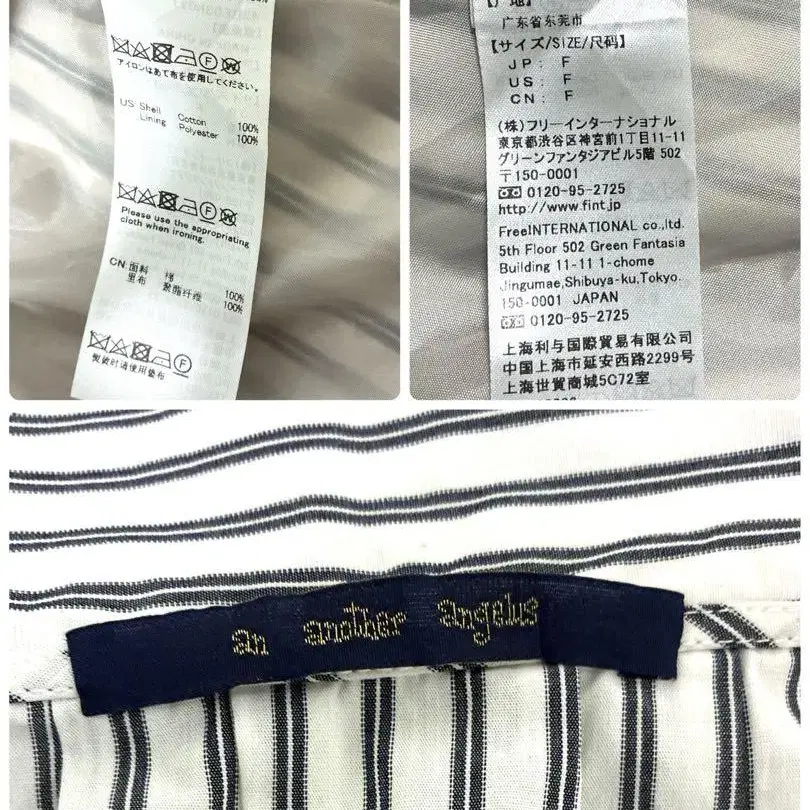 F W
アイロンはあて布を使用してください。
US Shell Cotton 100%
Lining Polyester 100%
F W
Please use the appropriating
cloth when ironing.
CN 面料 棉 100%
里布 聚酯纤维 100%
F
熨烫时请使用垫布
【产地】
广东省东莞市
【サイズ/SIZE/尺码】
JP: F
US: F
CN: F
(株)フリーインターナショナル
東京都渋谷区神宮前1丁目11-11
グリーンファンタジアビル5階 502
〒150-0001
0120-95-2725
http://www.fint.jp
FreeINTERNATIONAL co.,ltd.
5th Floor 502 Green Fantasia
Building 11-11 1-chome
Jingumae,Shibuya-ku,Tokyo.
150-0001 JAPAN
0120-95-2725
上海利与国際貿易有限公司
中国上海市延安西路2299号
上海世貿商城5C72室
an another angelus